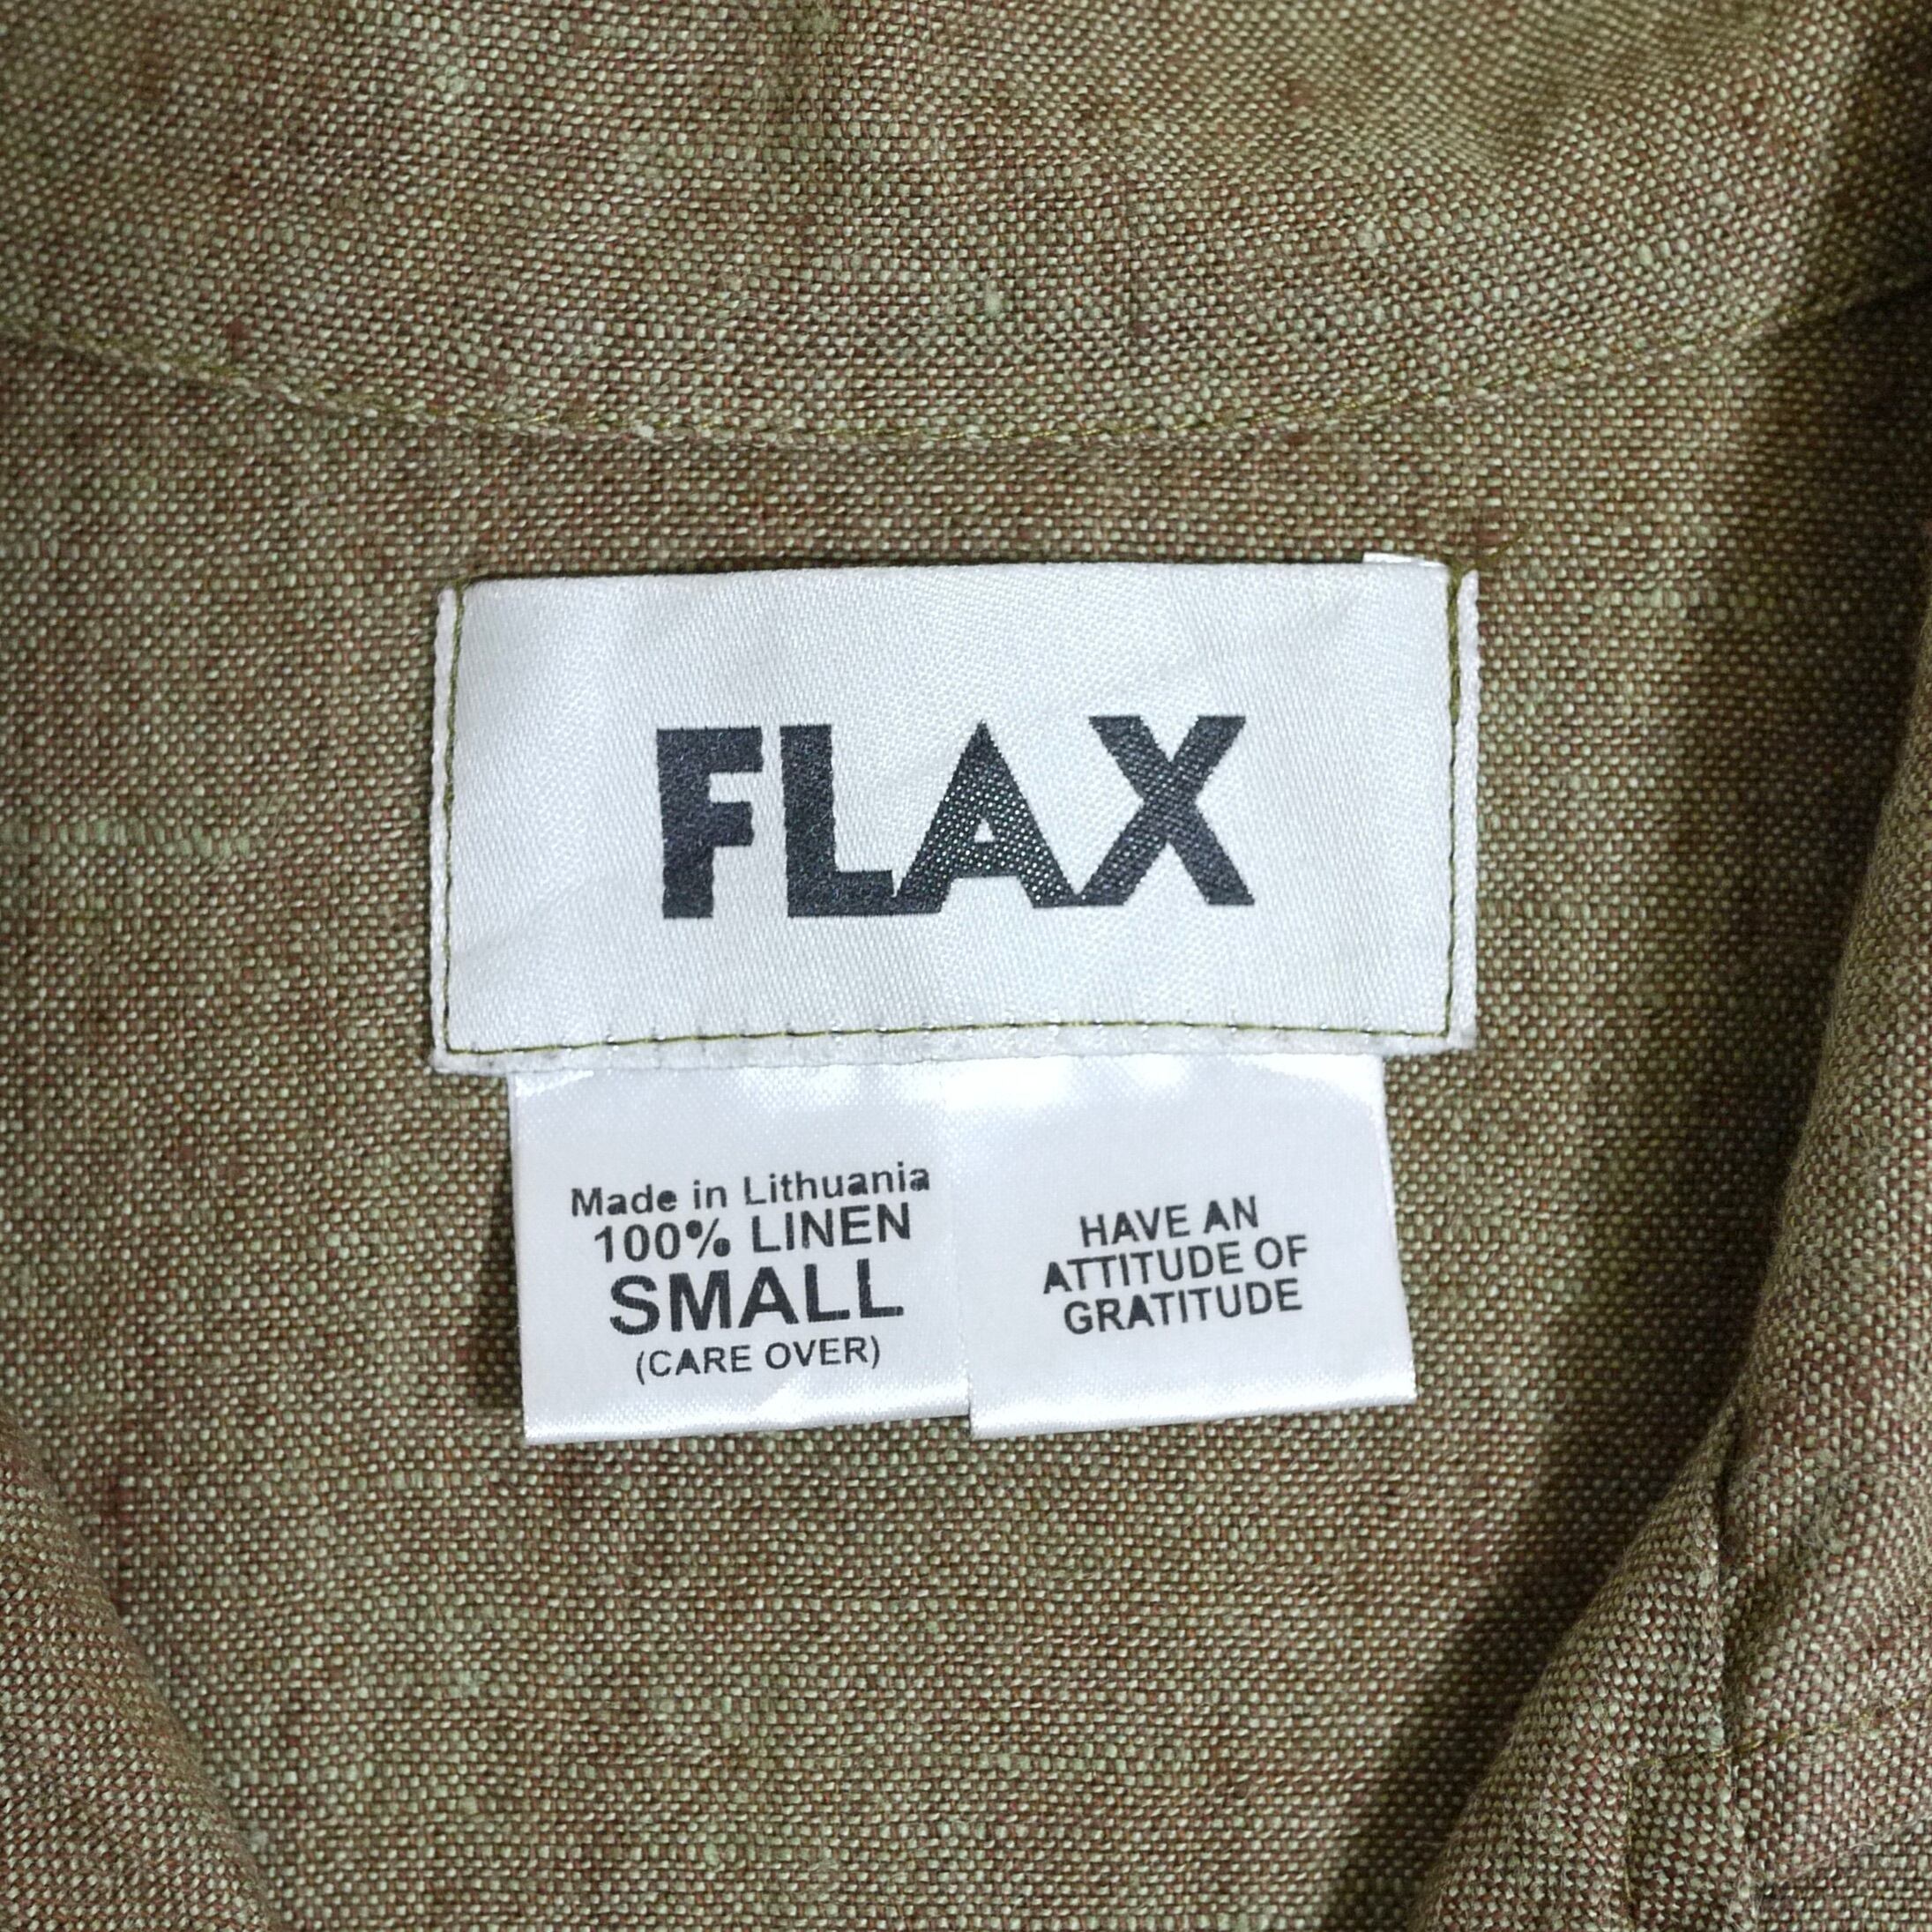 FLAX
Made in Lithuania
100% LINEN
SMALL
(CARE OVER)
HAVE AN
ATTITUDE OF
GRATITUDE